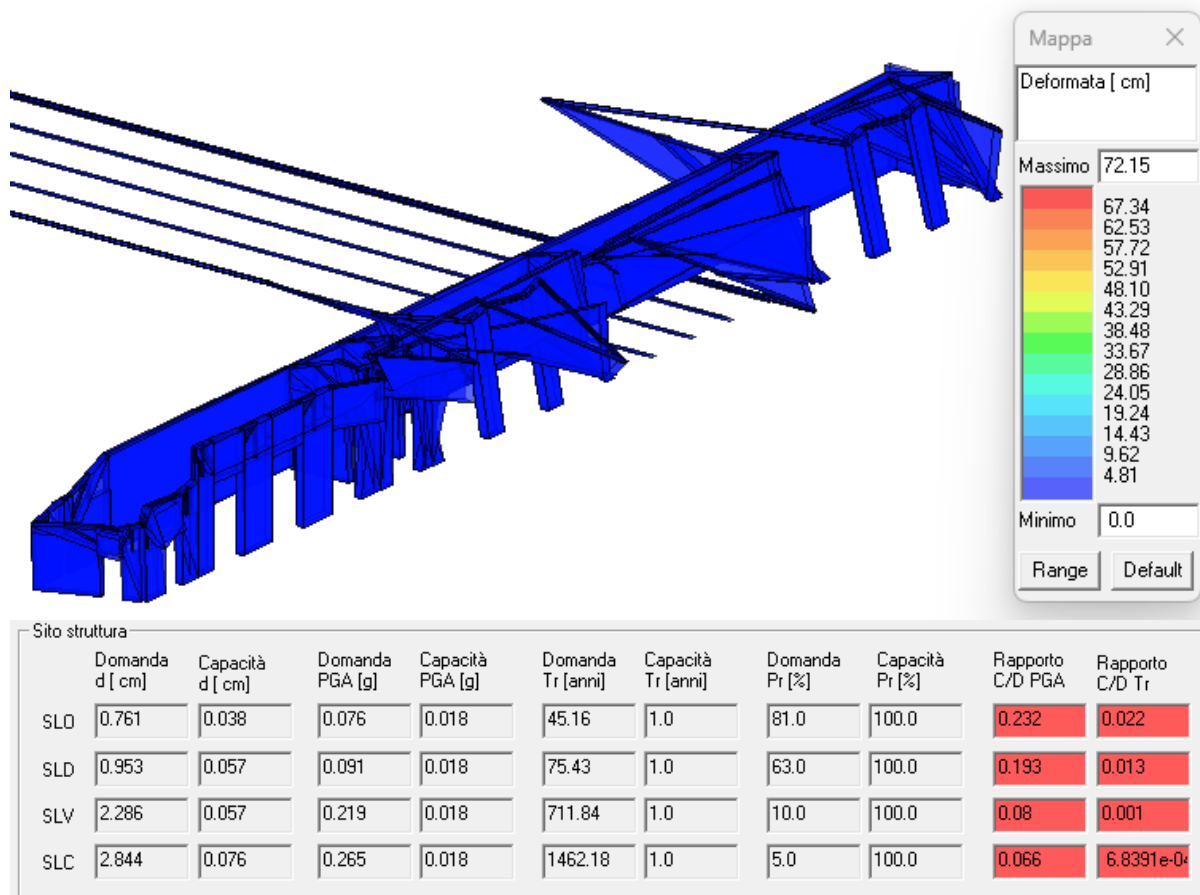 Mappa
Deformata [ cm]
Massimo 72.15
67.34
62.53
57.72
52.91
48.10
43.29
38.48
33.67
28.86
24.05
19.24
14.43
9.62
4.81
Minimo 0.0
Range Default
Sito struttura
Domanda d [ cm] Capacità d [ cm] Domanda PGA [g] Capacità PGA [g] Domanda Tr [anni] Capacità Tr [anni] Domanda Pr [%] Capacità Pr [%] Rapporto C/D PGA Rapporto C/D Tr
SLO 0.761 0.038 0.076 0.018 45.16 1.0 81.0 100.0 0.232 0.022
SLD 0.953 0.057 0.091 0.018 75.43 1.0 63.0 100.0 0.193 0.013
SLV 2.286 0.057 0.219 0.018 711.84 1.0 10.0 100.0 0.08 0.001
SLC 2.844 0.076 0.265 0.018 1462.18 1.0 5.0 100.0 0.066 6.8391e-0